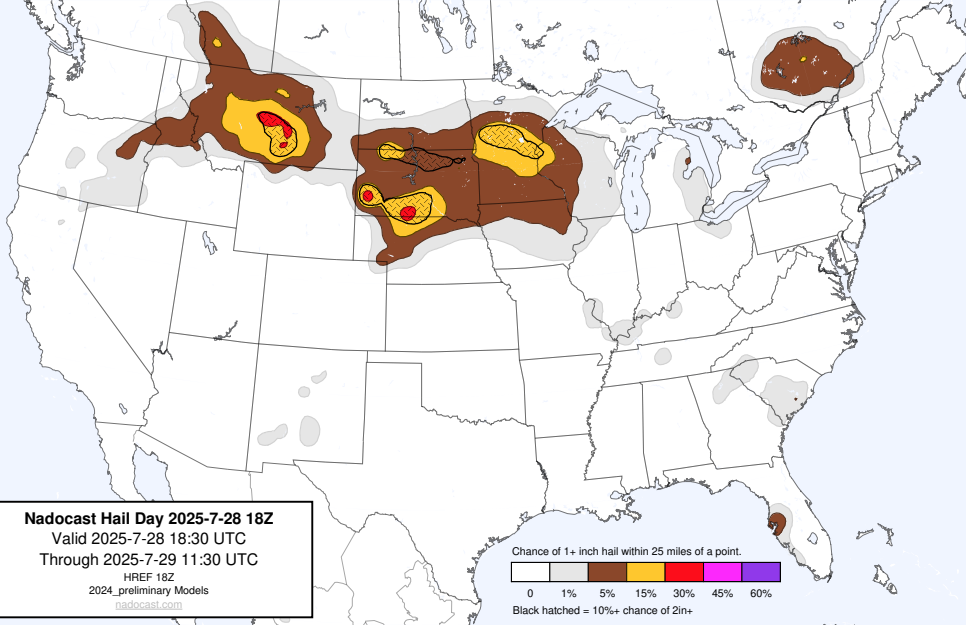 Nadocast Hail Day 2025-7-28 18Z
Valid 2025-7-28 18:30 UTC
Through 2025-7-29 11:30 UTC
HREF 18Z
2024_preliminary Models
nadocast.com
Chance of 1+ inch hail within 25 miles of a point.
0 1% 5% 15% 30% 45% 60%
Black hatched = 10%+ chance of 2in+